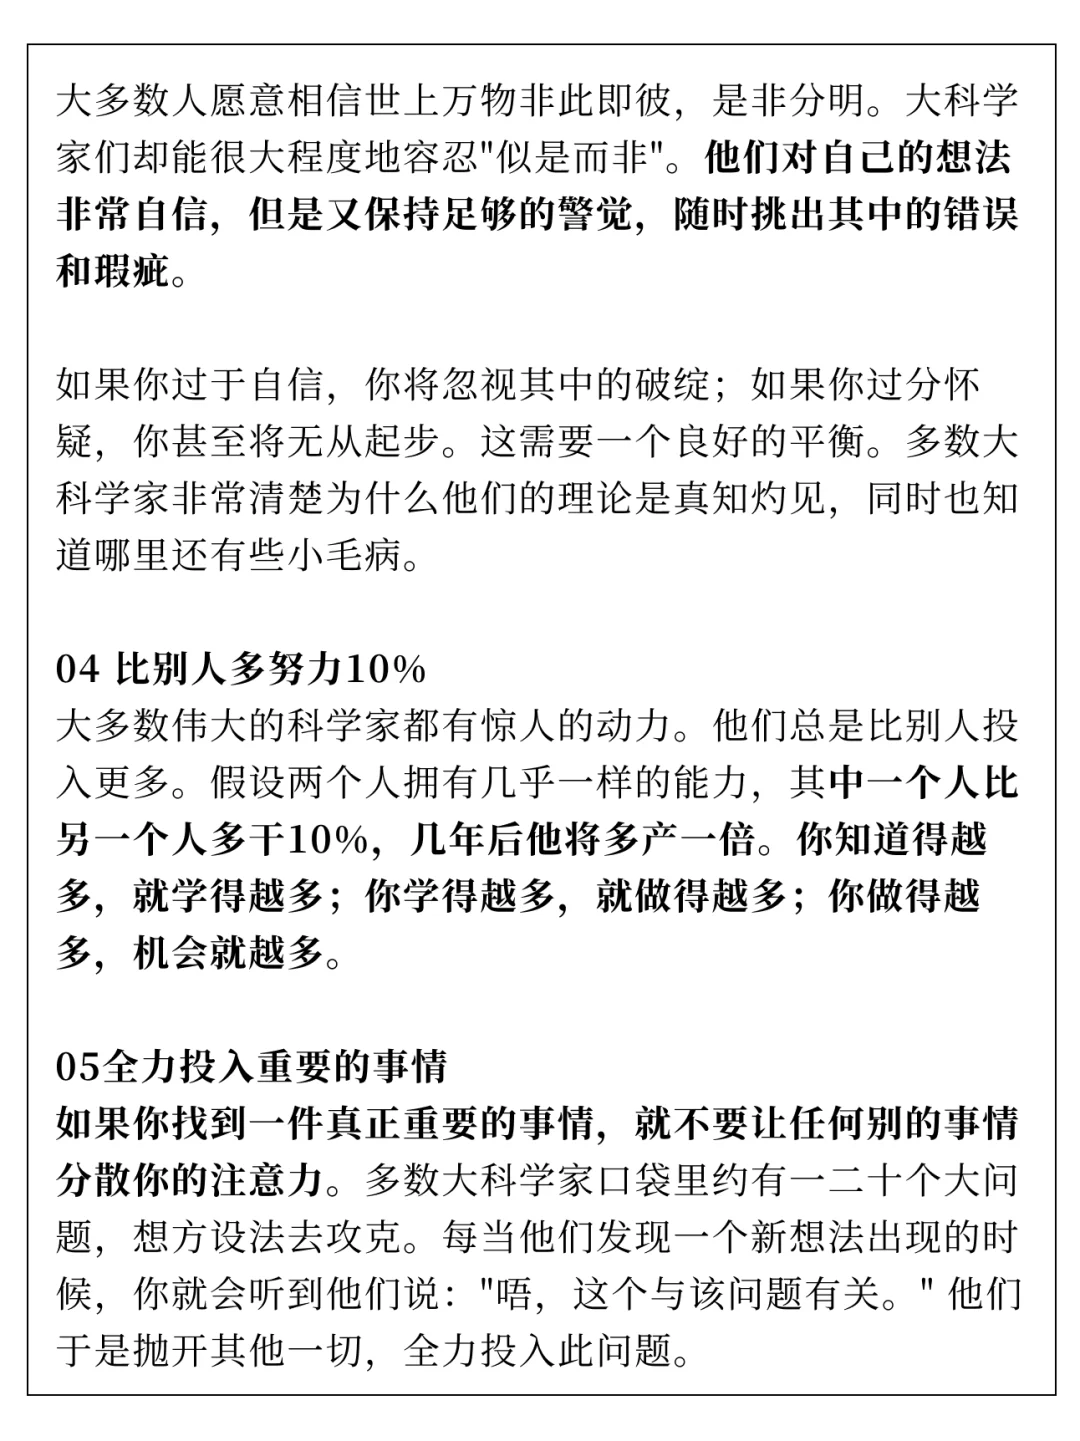 大多数人愿意相信世上万物非此即彼，是非分明。大科学
家们却能很大程度地容忍"似是而非"。他们对自己的想法
非常自信，但是又保持足够的警觉，随时挑出其中的错误
和瑕疵。
如果你过于自信，你将忽视其中的破绽；如果你过分怀
疑，你甚至将无从起步。这需要一个良好的平衡。多数大
科学家非常清楚为什么他们的理论是真知灼见，同时也知
道哪里还有些小毛病。
04 比别人多努力10%
大多数伟大的科学家都有惊人的动力。他们总是比别人投
入更多。假设两个人拥有几乎一样的能力，其中一个人比
另一个人多干10%，几年后他将多产一倍。你知道得越
多，就学得越多；你学得越多，就做得越多；你做得越
多，机会就越多。
05全力投入重要的事情
如果你找到一件真正重要的事情，就不要让任何别的事情
分散你的注意力。多数大科学家口袋里约有一二十个大问
题，想方设法去攻克。每当他们发现一个新想法出现的时
候，你就会听到他们说："唔，这个与该问题有关。" 他们
于是抛开其他一切，全力投入此问题。